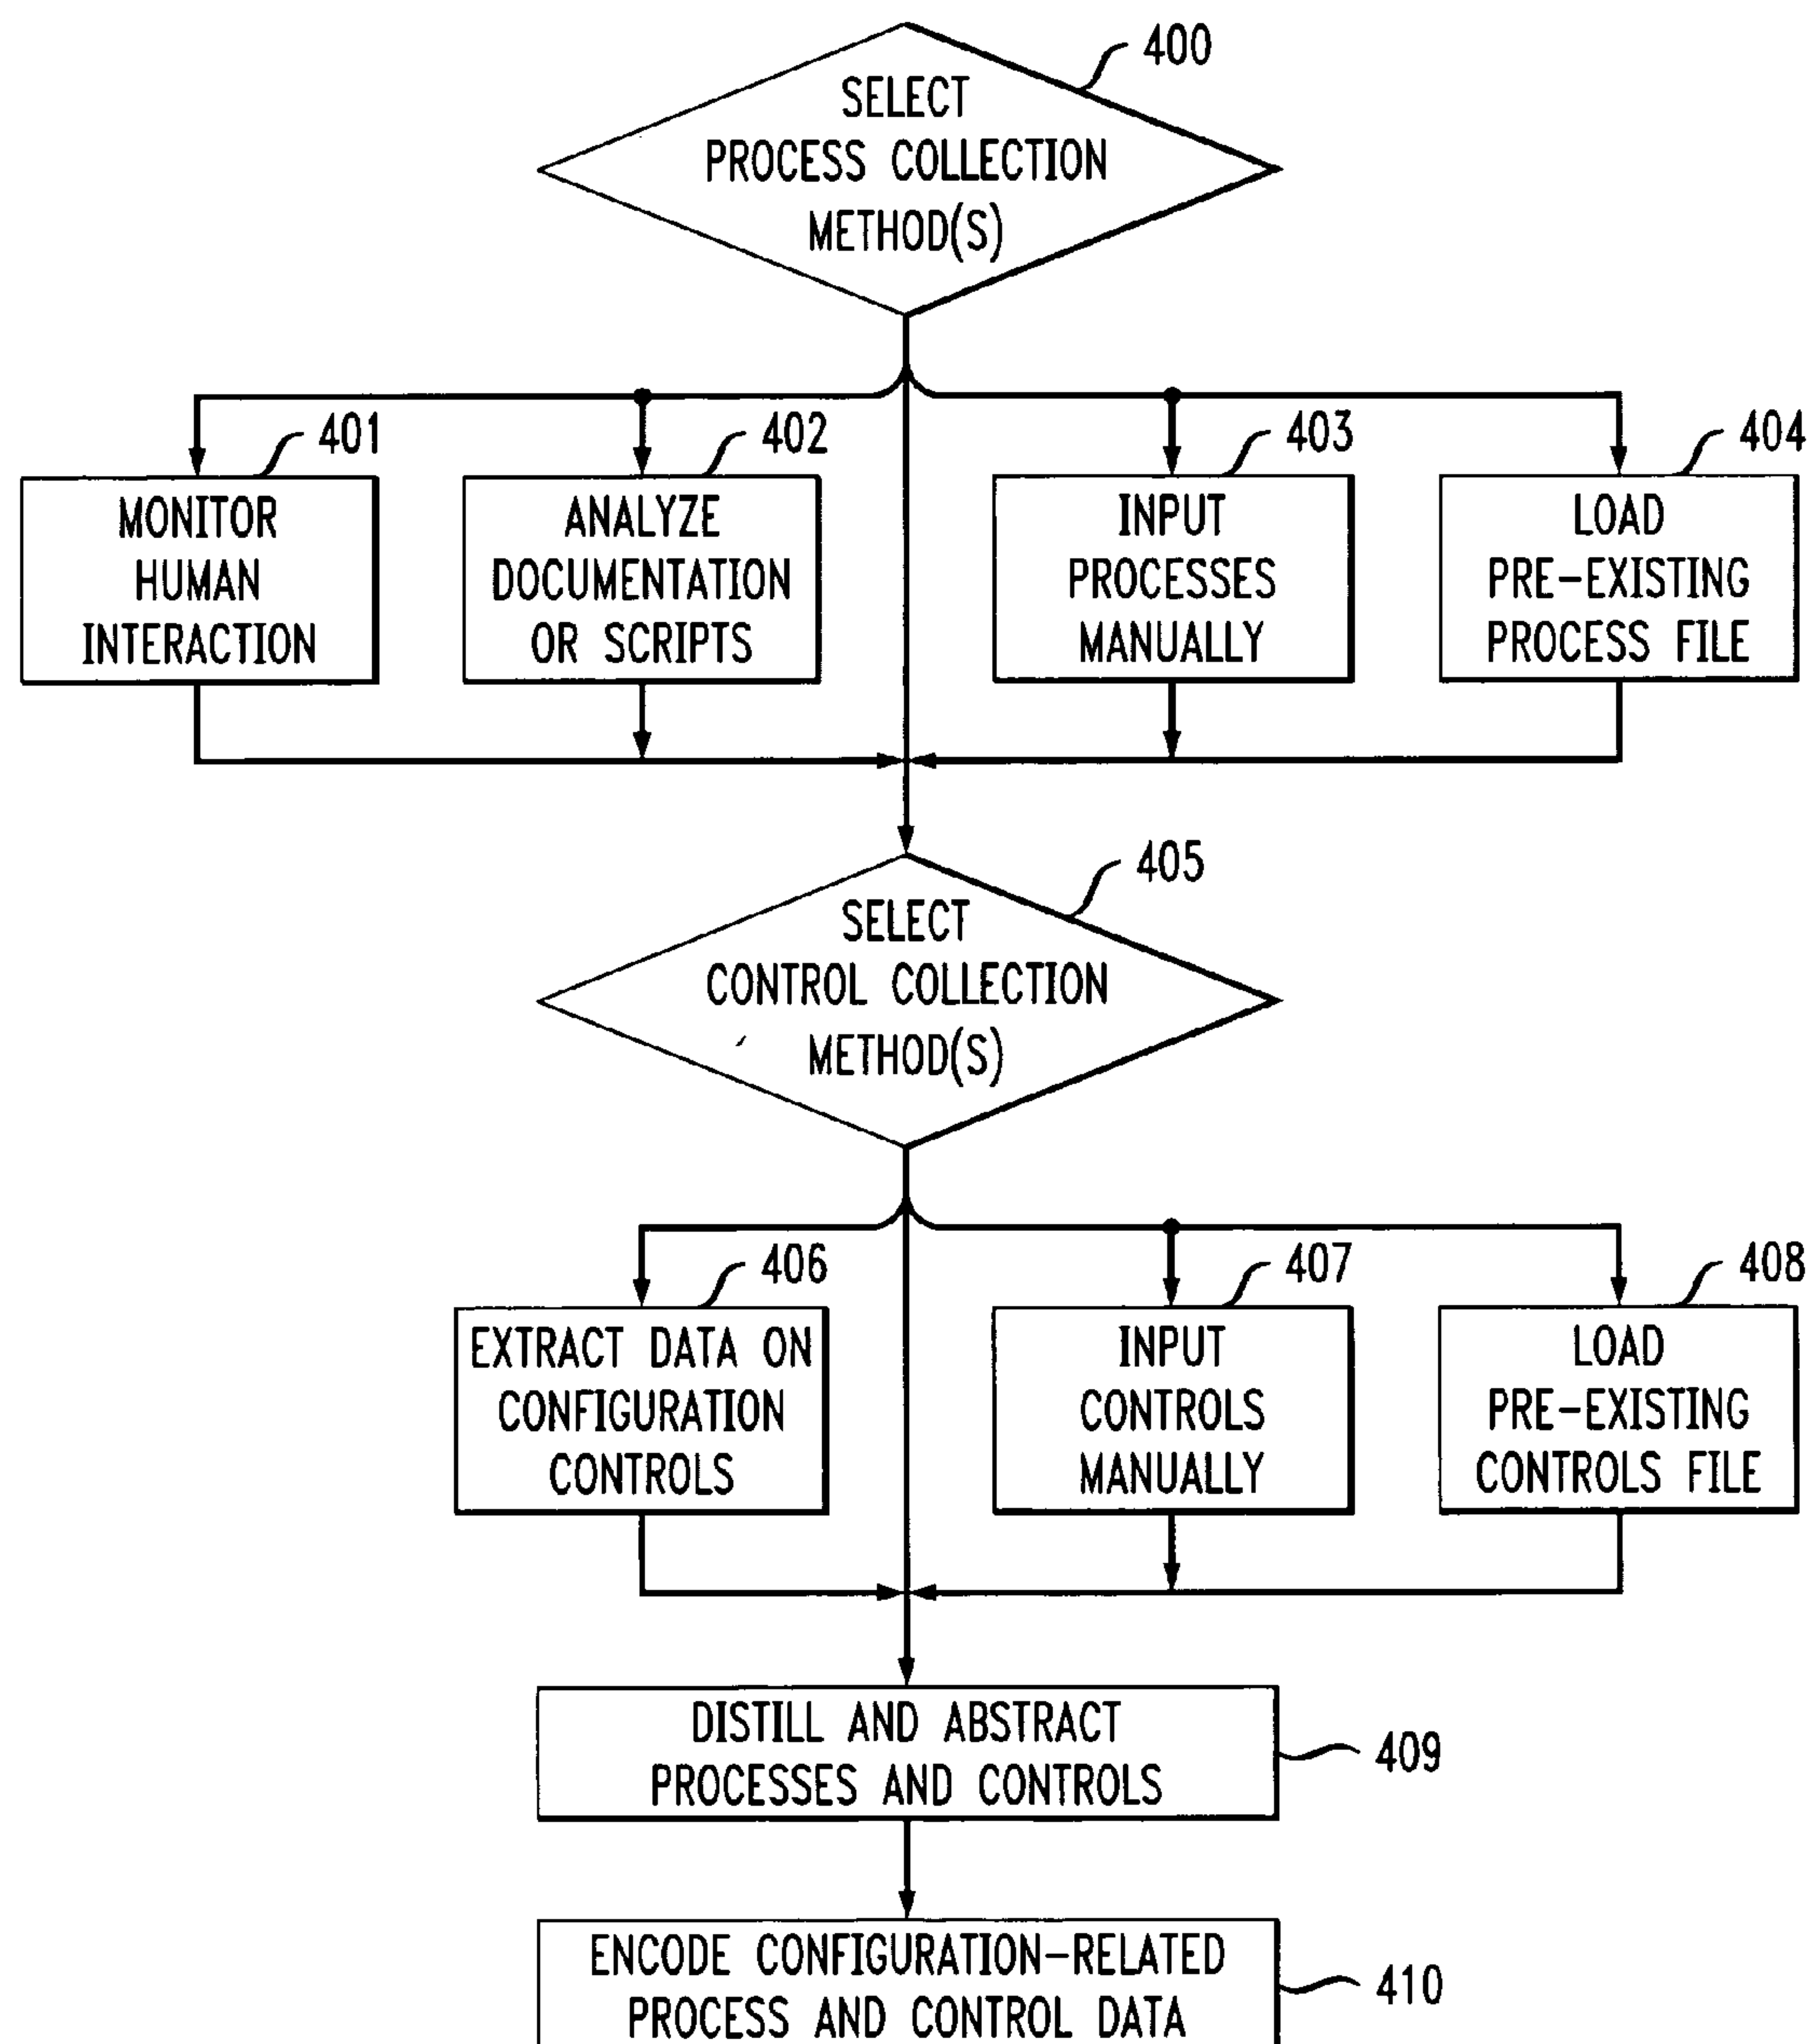 400
SELECT
PROCESS COLLECTION
METHOD(S)
401
MONITOR
HUMAN
INTERACTION
402
ANALYZE
DOCUMENTATION
OR SCRIPTS
403
INPUT
PROCESSES
MANUALLY
404
LOAD
PRE-EXISTING
PROCESS FILE
405
SELECT
CONTROL COLLECTION
METHOD(S)
406
EXTRACT DATA ON
CONFIGURATION
CONTROLS
407
INPUT
CONTROLS
MANUALLY
408
LOAD
PRE-EXISTING
CONTROLS FILE
DISTILL AND ABSTRACT
PROCESSES AND CONTROLS
409
ENCODE CONFIGURATION-RELATED
PROCESS AND CONTROL DATA
410